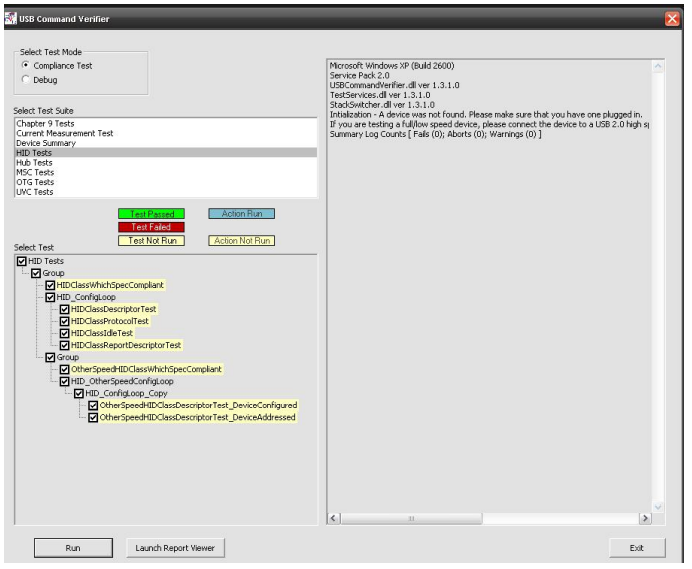 USB Command Verifier
Select Test Mode
Compliance Test
Debug
Select Test Suite
Chapter 9 Tests
Current Measurement Test
Device Summary
HID Tests
Hub Tests
MSC Tests
OTG Tests
UVC Tests
Test Passed
Action Run
Test Failed
Test Not Run
Action Not Run
Select Test
HID Tests
Group
HIDClassWhichSpecCompliant
HID_ConfigLoop
HIDClassDescriptorTest
HIDClassProtocolTest
HIDClassIdleTest
HIDClassReportDescriptorTest
Group
OtherSpeedHIDClassWhichSpecCompliant
HID_OtherSpeedConfigLoop
HID_ConfigLoop_Copy
OtherSpeedHIDClassDescriptorTest_DeviceConfigured
OtherSpeedHIDClassDescriptorTest_DeviceAddressed
Microsoft Windows XP (Build 2600)
Service Pack 2.0
USBCommandVerifier.dll ver 1.3.1.0
TestServices.dll ver 1.3.1.0
StackSwitcher.dll ver 1.3.1.0
Intialization - A device was not found. Please make sure that you have one plugged in.
If you are testing a full/low speed device, please connect the device to a USB 2.0 high
Summary Log Counts [ Fails (0); Aborts (0); Warnings (0) ]
Run
Launch Report Viewer
Exit